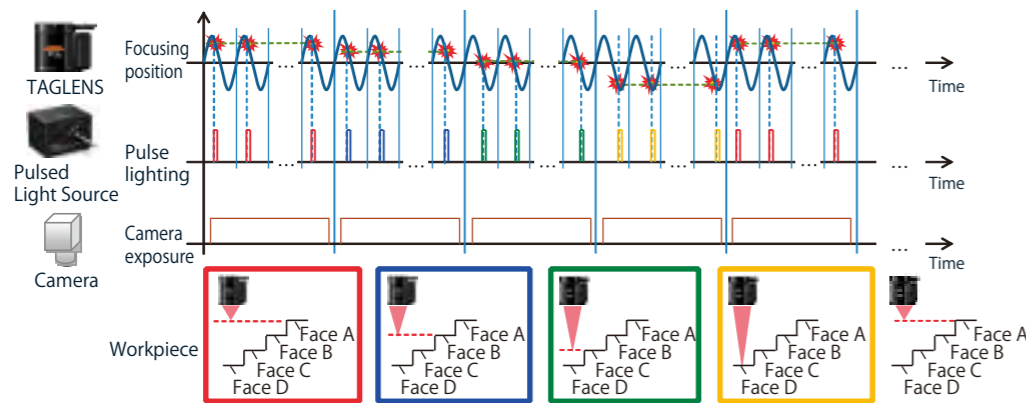 TAGLENS
Focusing
position
...
...
...
...
...
...
Time
Pulsed
Light Source
Pulse
lighting
...
...
...
...
...
...
Time
Camera
Camera
exposure
...
Time
Workpiece
Face A
Face B
Face C
Face D
Face A
Face B
Face C
Face D
Face A
Face B
Face C
Face D
Face A
Face B
Face C
Face D
Face A
Face B
Face C
Face D